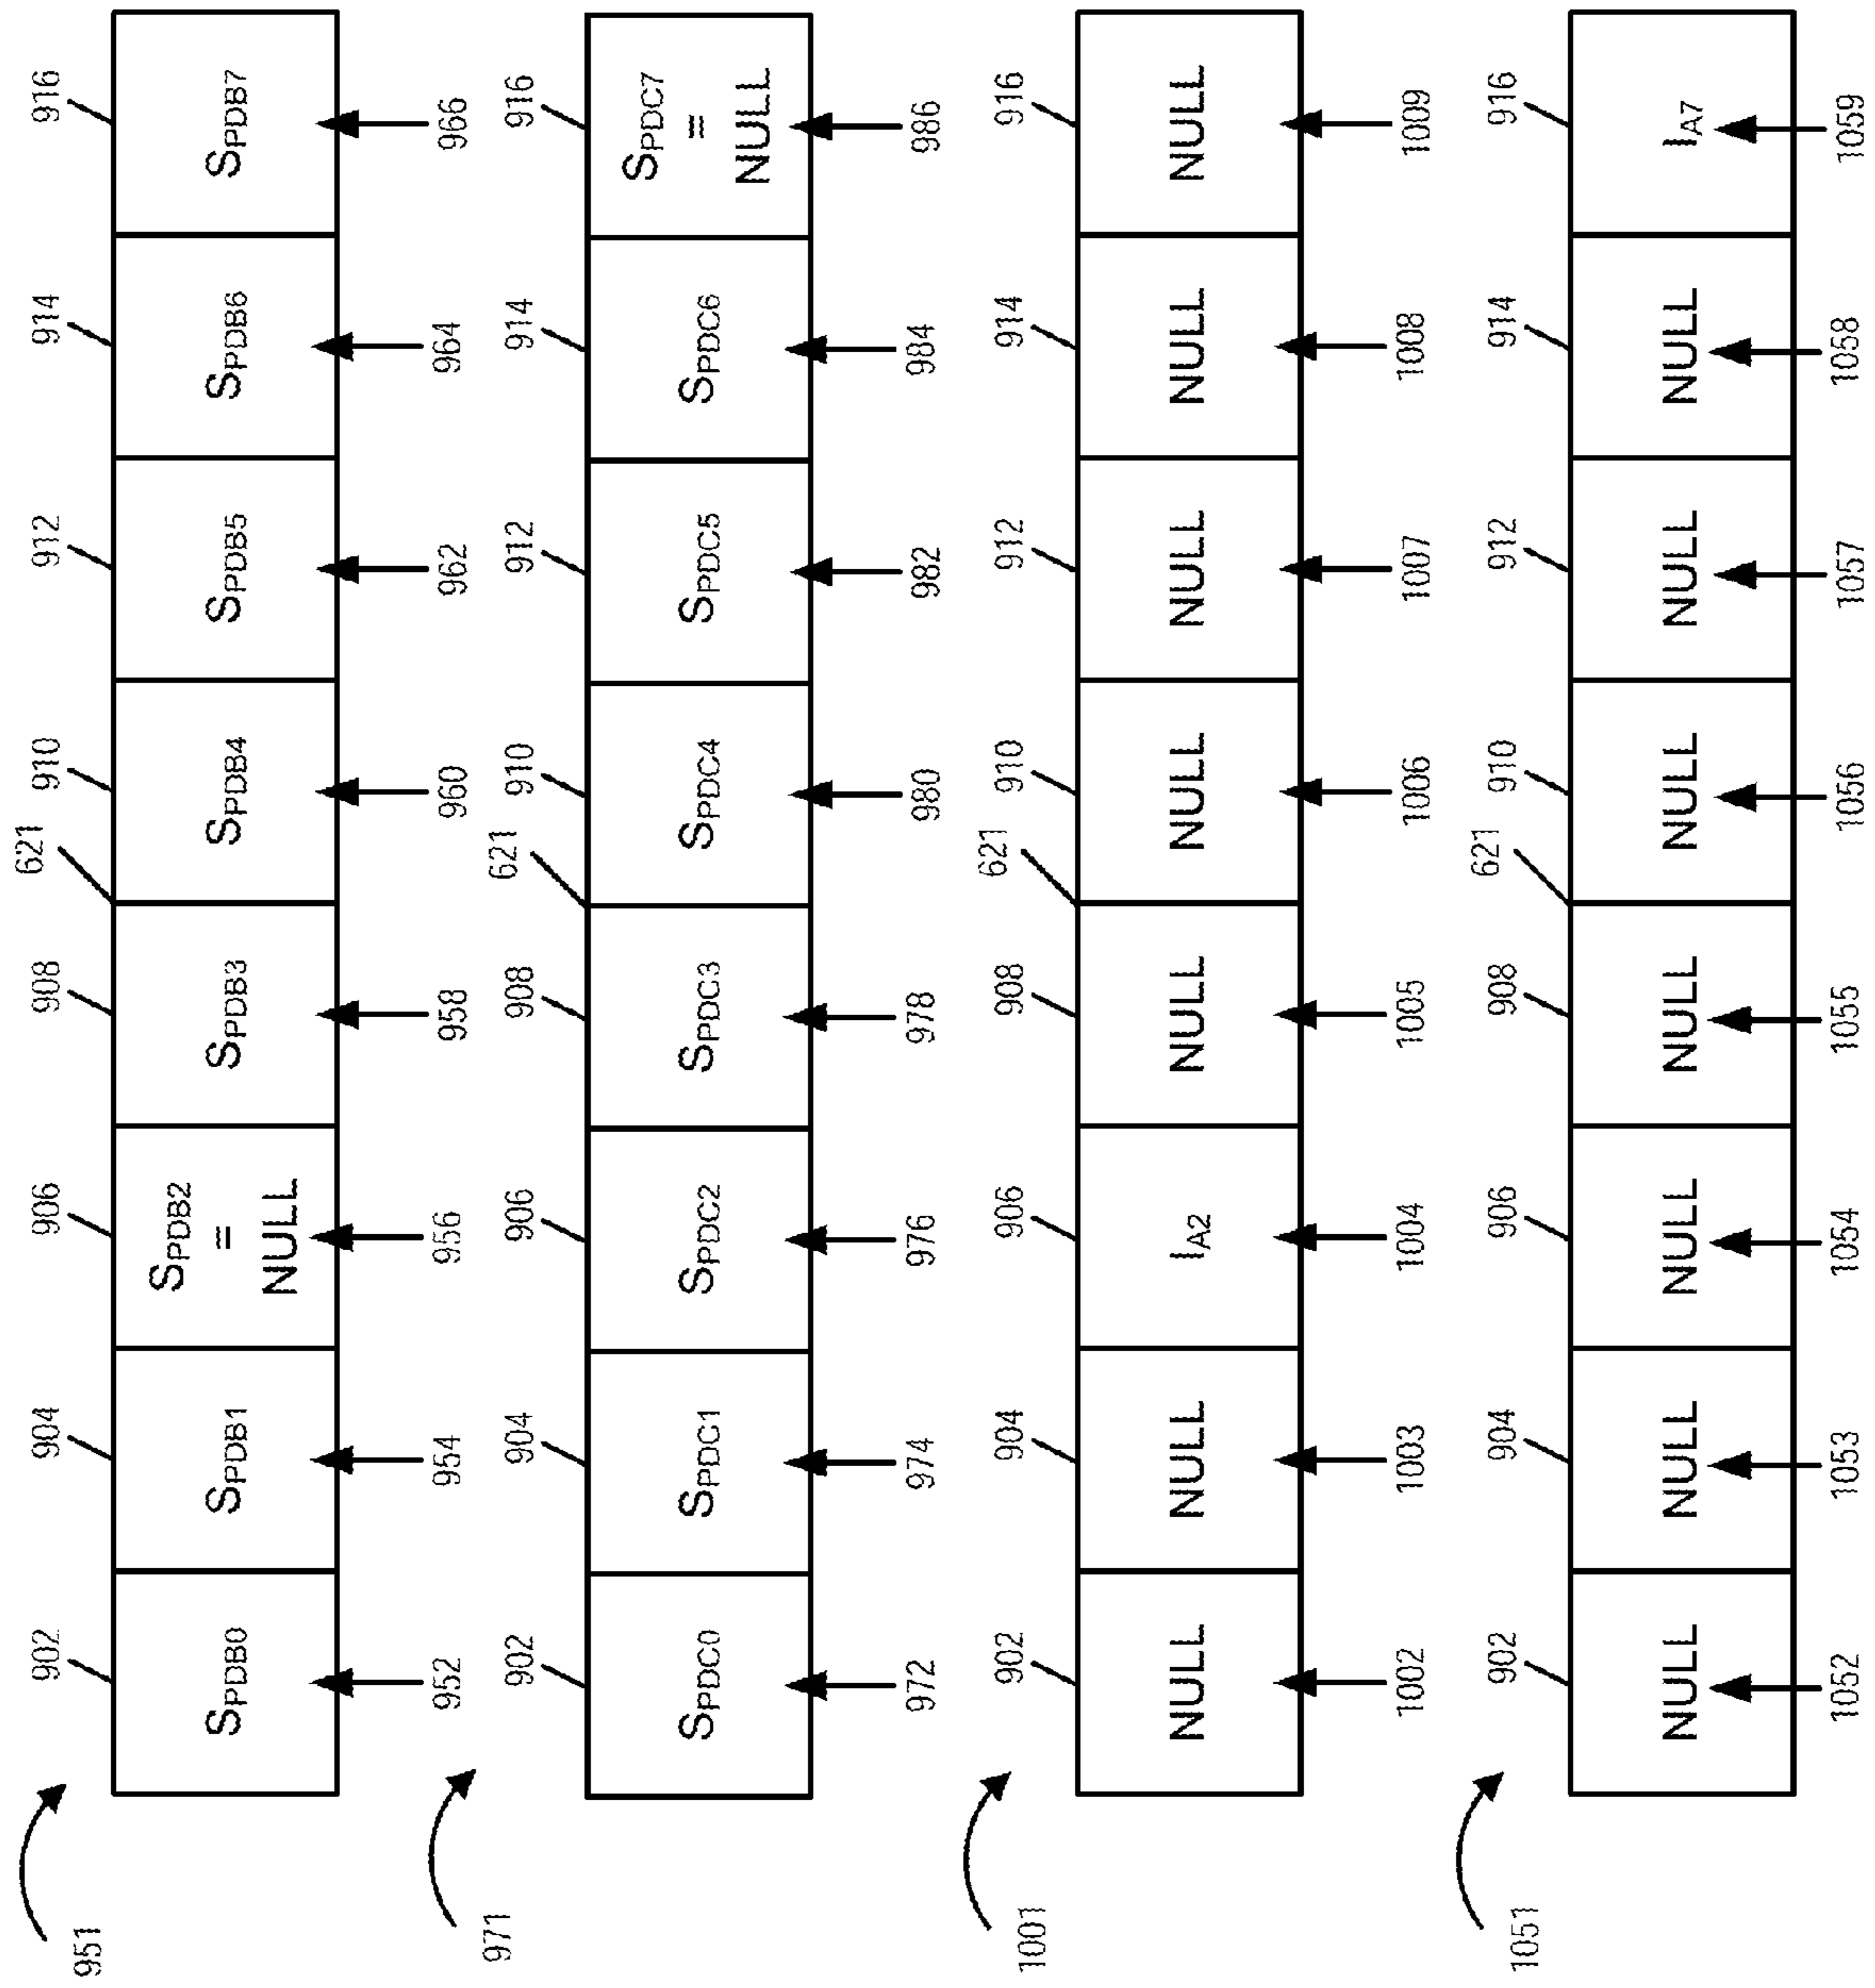 951
902 904 906 908 621 910 912 914 916
SPDB0 SPDB1 SPDB2 = NULL SPDB3 SPDB4 SPDB5 SPDB6 SPDB7
952 954 956 958 960 962 964 966
971
902 904 906 908 621 910 912 914 916
SPDC0 SPDC1 SPDC2 SPDC3 SPDC4 SPDC5 SPDC6 SPDC7 = NULL
972 974 976 978 980 982 984 986
1001
902 904 906 908 621 910 912 914 916
NULL NULL IA2 NULL NULL NULL NULL NULL
1002 1003 1004 1005 1006 1007 1008 1009
1051
902 904 906 908 621 910 912 914 916
NULL NULL NULL NULL NULL NULL NULL IA7
1052 1053 1054 1055 1056 1057 1058 1059